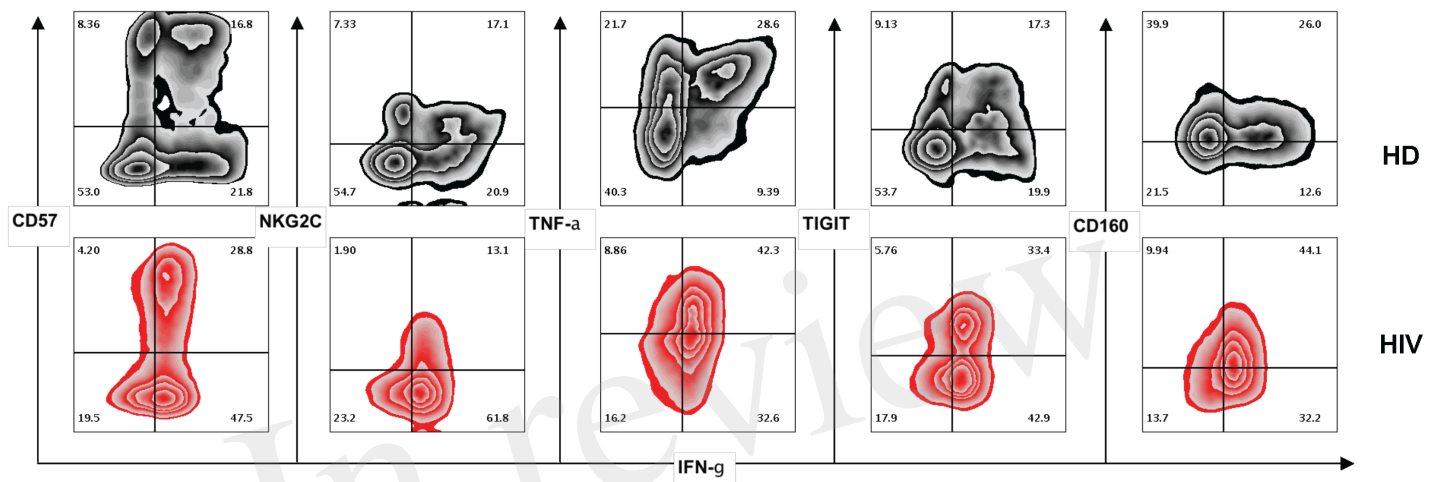 8.36 16.8 7.33 17.1 21.7 28.6 9.13 17.3 39.9 26.0
HD
53.0 21.8 54.7 20.9 40.3 9.39 53.7 19.9 21.5 12.6
CD57 NKG2C TNF-a TIGIT CD160
4.20 28.8 1.90 13.1 8.86 42.3 5.76 33.4 9.94 44.1
HIV
19.5 47.5 23.2 61.8 16.2 32.6 17.9 42.9 13.7 32.2
IFN-g
In review